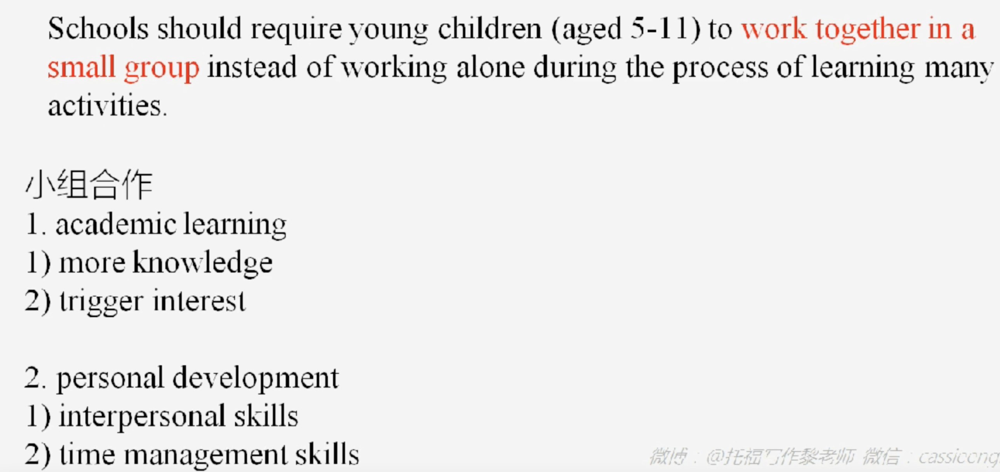 Schools should require young children (aged 5-11) to work together in a
small group instead of working alone during the process of learning many
activities.
小组合作
1. academic learning
1) more knowledge
2) trigger interest
2. personal development
1) interpersonal skills
2) time management skills
微博：@托福写作黎老师 微信：